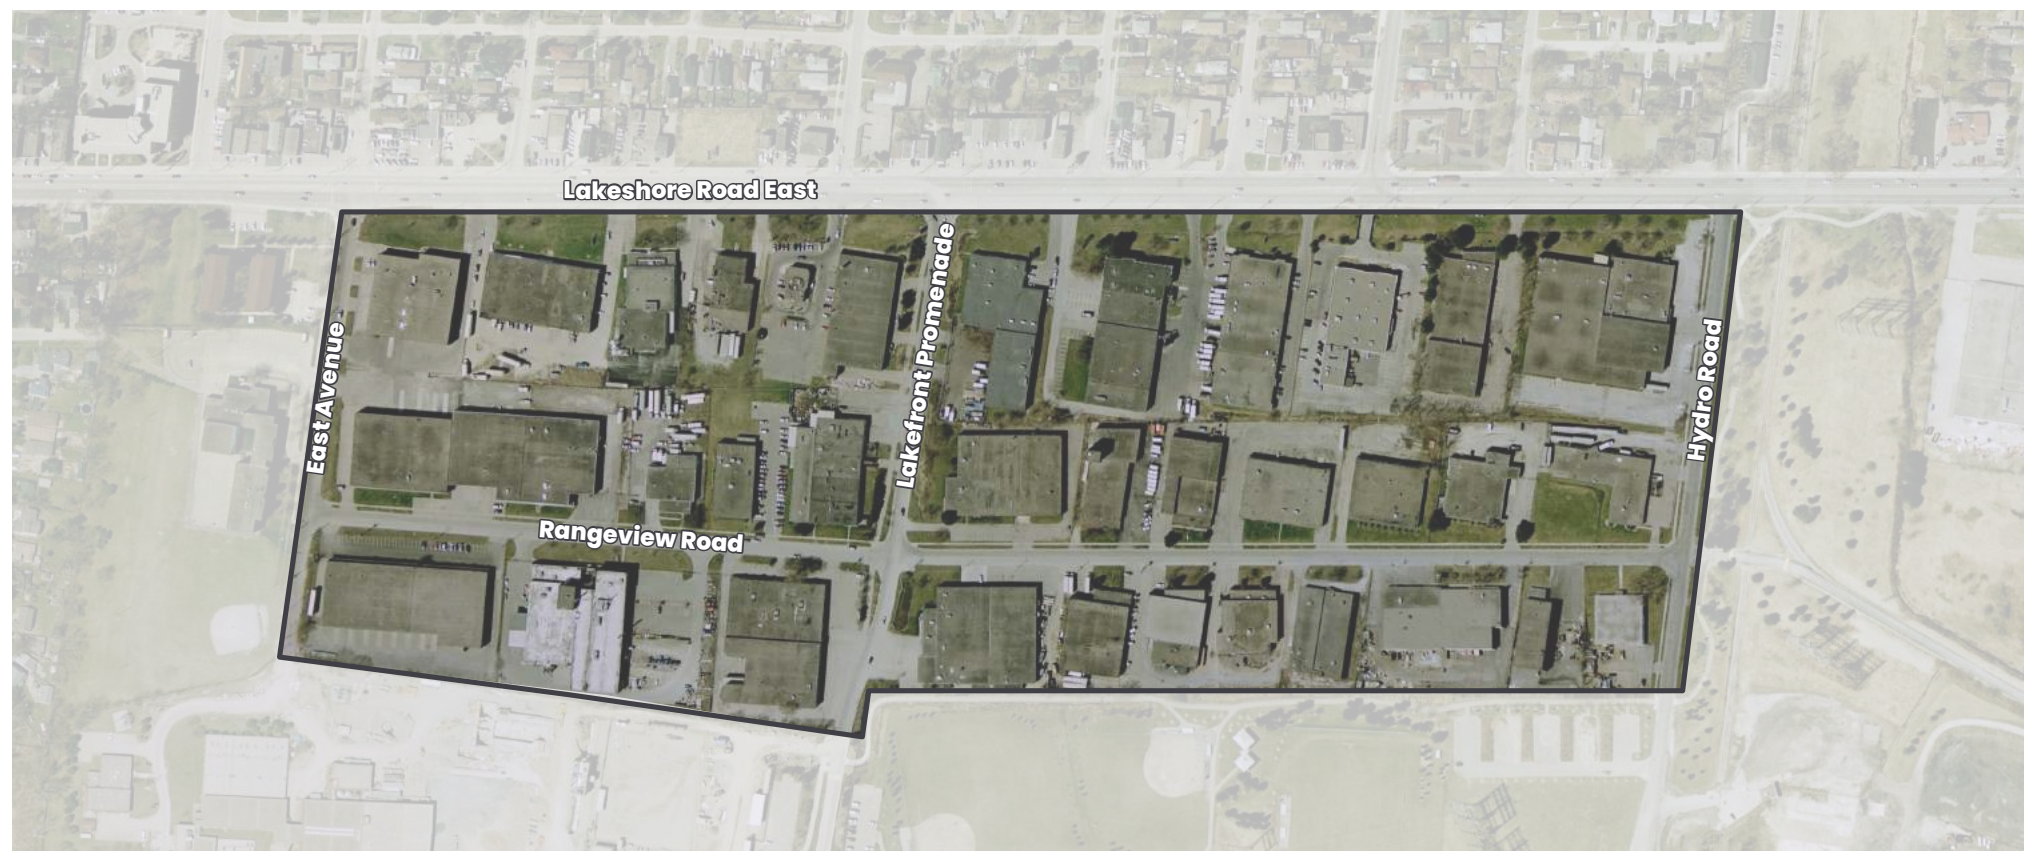 Lakeshore Road East
East Avenue
Lakefront Promenade
Hydro Road
Rangeview Road